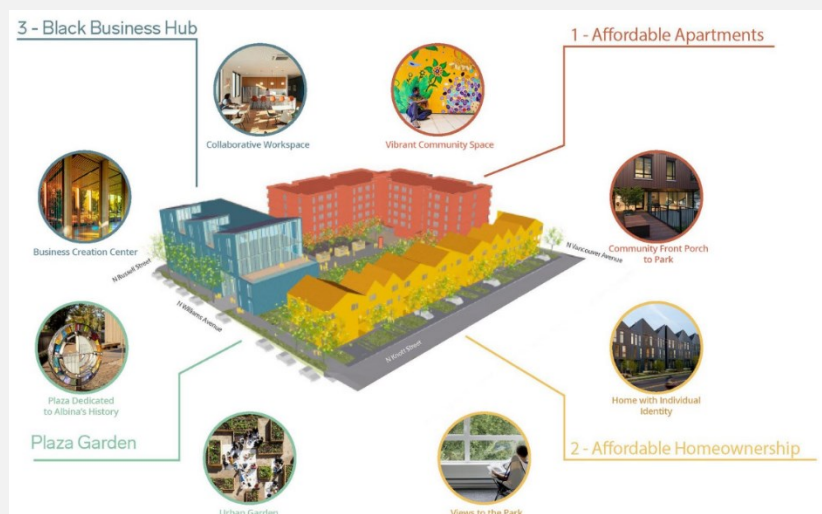 3 - Black Business Hub
1 - Affordable Apartments
Collaborative Workspace
Vibrant Community Space
Business Creation Center
Community Front Porch
to Park
N Russell Street
N Vancouver Avenue
N Williams Avenue
N Knott Street
Plaza Dedicated
to Albina's History
Home with Individual
Identity
Plaza Garden
2 - Affordable Homeownership
Urban Garden
Views to the Park